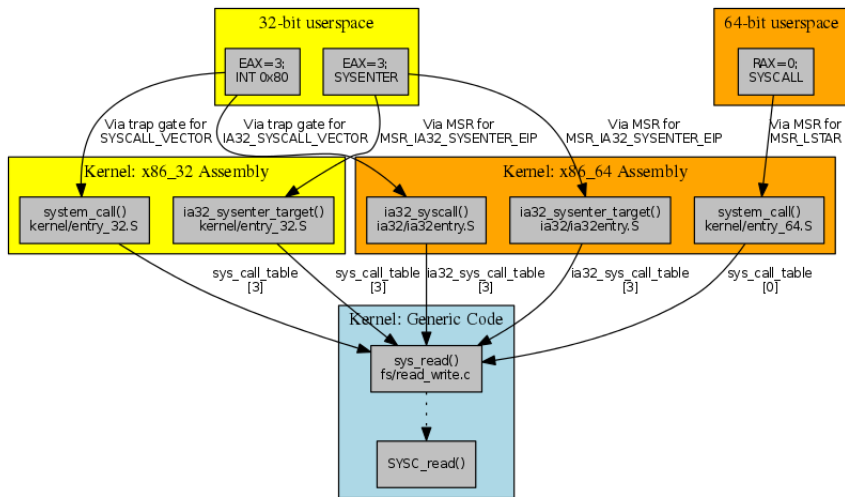 32-bit userspace
64-bit userspace
EAX=3;
INT 0x80
EAX=3;
SYSENTER
RAX=0;
SYSCALL
Via trap gate for
SYSCALL_VECTOR
Via trap gate for
IA32_SYSCALL_VECTOR
Via MSR for
MSR_IA32_SYSENTER_EIP
Via MSR for
MSR_IA32_SYSENTER_EIP
Via MSR for
MSR_LSTAR
Kernel: x86_32 Assembly
Kernel: x86_64 Assembly
system_call()
kernel/entry_32.S
ia32_sysenter_target()
kernel/entry_32.S
ia32_syscall()
ia32/ia32entry.S
ia32_sysenter_target()
ia32/ia32entry.S
system_call()
kernel/entry_64.S
sys_call_table
[3]
sys_call_table
[3]
ia32_sys_call_table
[3]
ia32_sys_call_table
[3]
sys_call_table
[0]
Kernel: Generic Code
sys_read()
fs/read_write.c
SYSC_read()